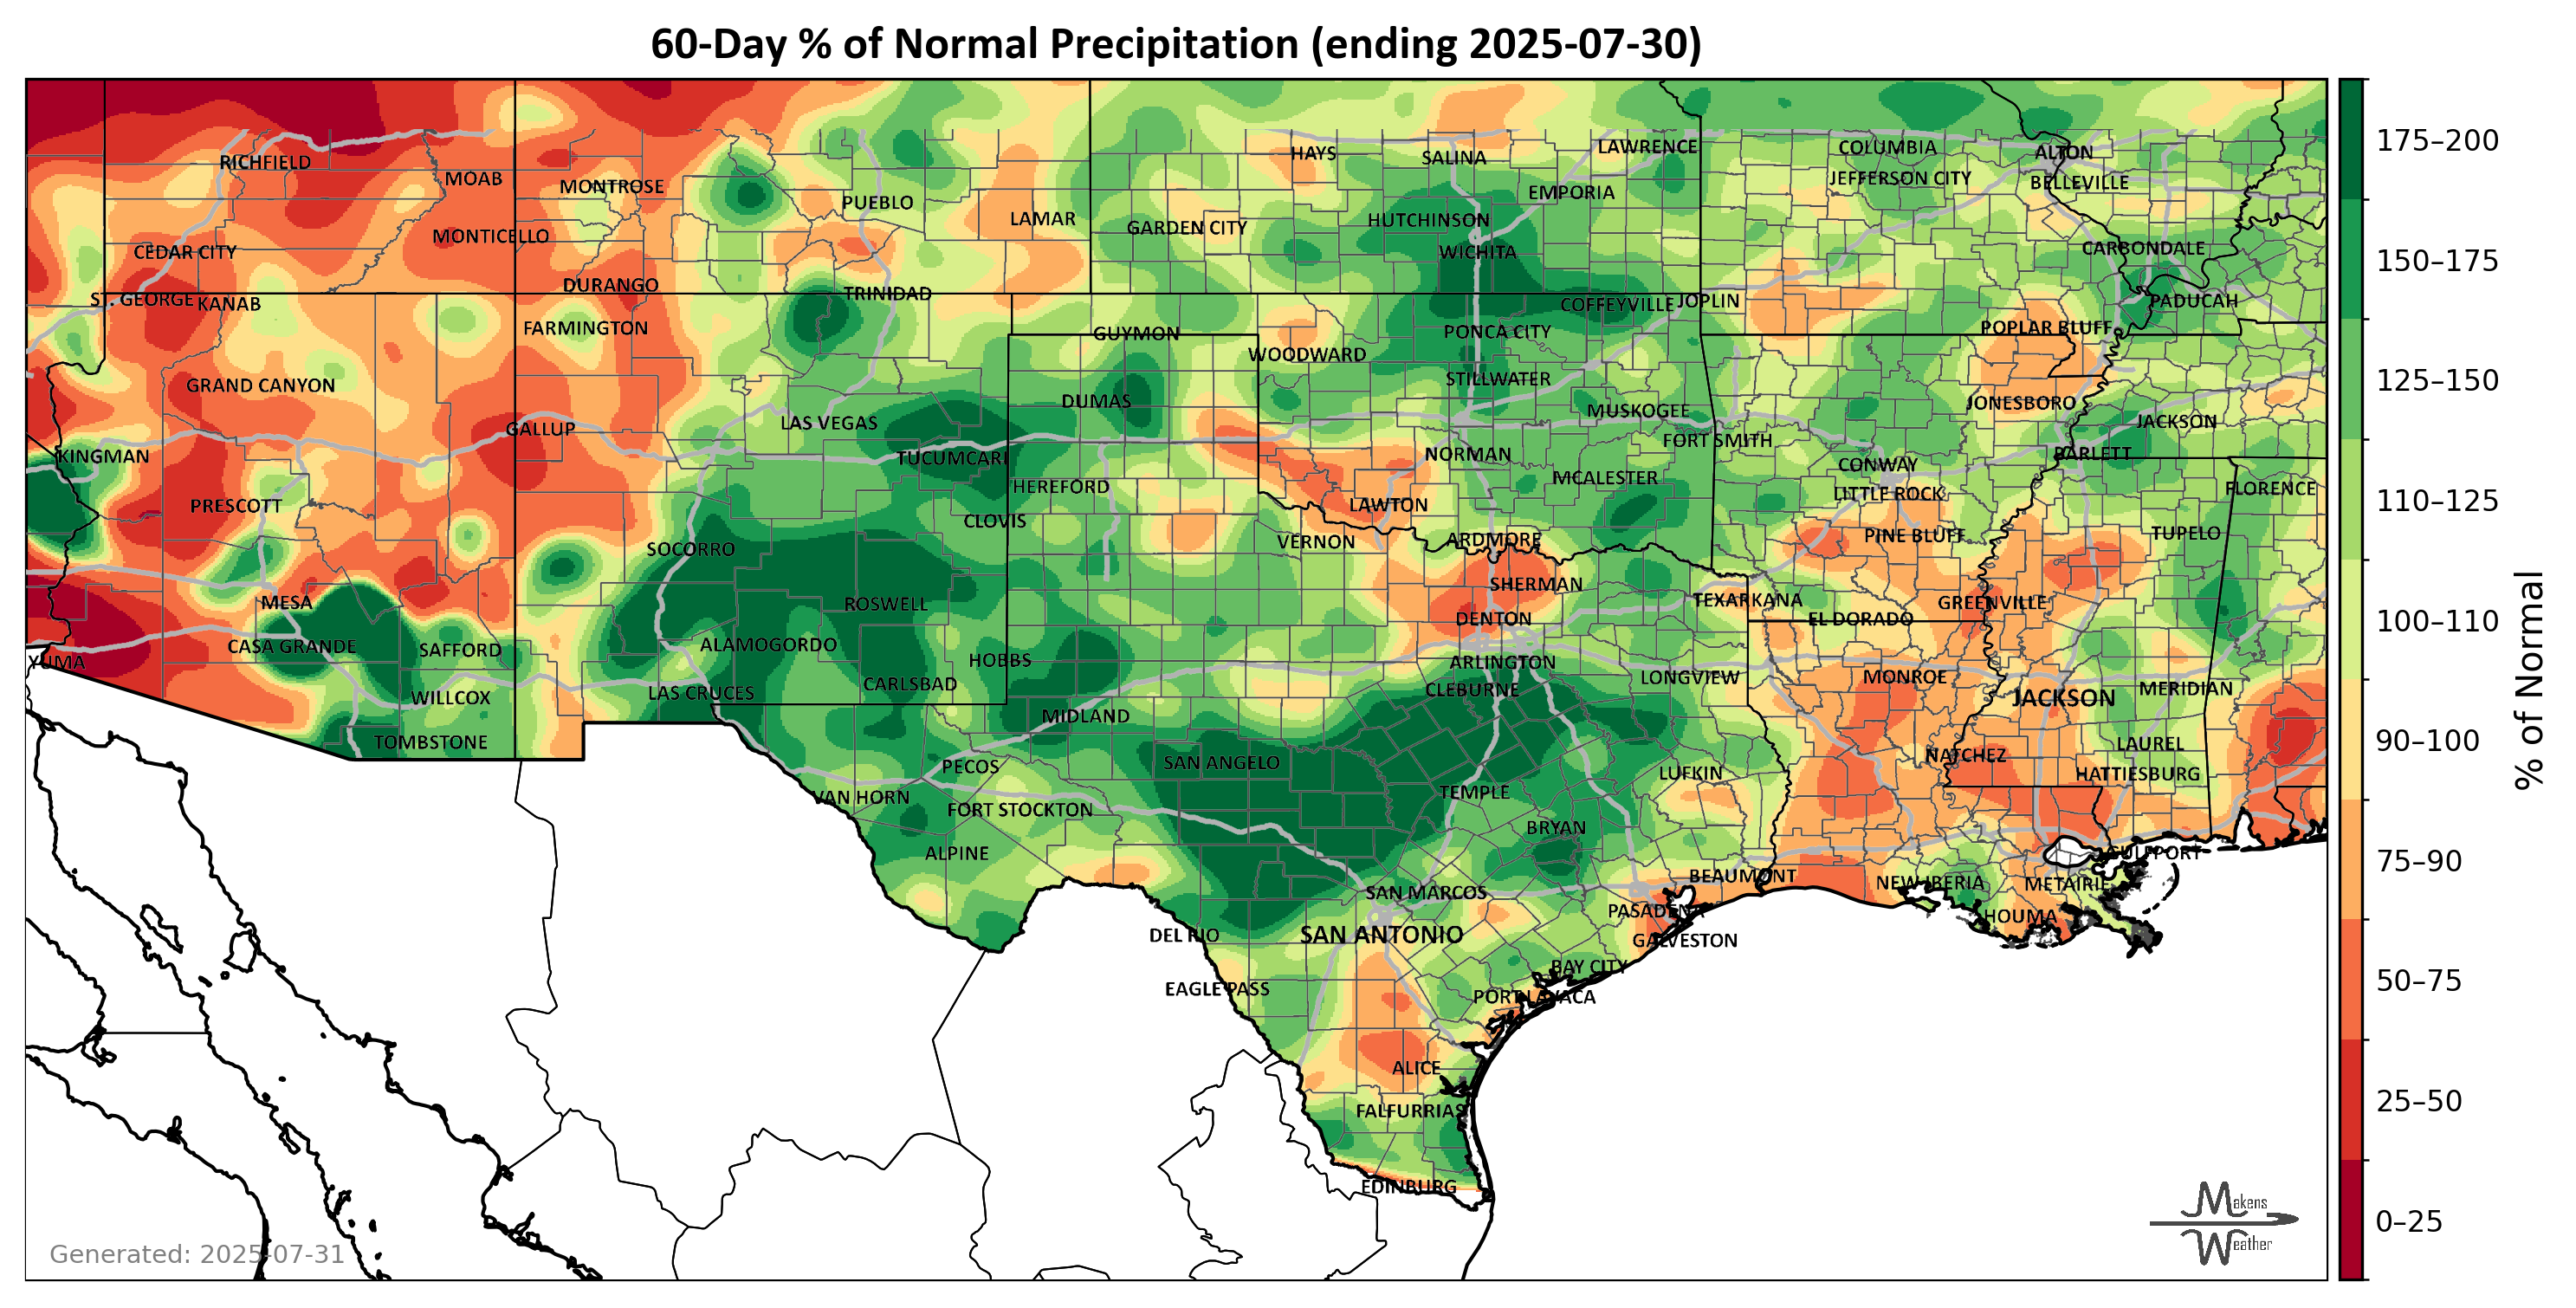 60-Day % of Normal Precipitation (ending 2025-07-30)
RICHFIELD
MOAB
MONTROSE
PUEBLO
LAMAR
HAYS
SALINA
LAWRENCE
COLUMBIA
ALTON
JEFFERSON CITY
BELLEVILLE
EMPORIA
GARDEN CITY
HUTCHINSON
WICHITA
MONTICELLO
CEDAR CITY
CARBONDALE
DURANGO
TRINIDAD
ST. GEORGE
KANAB
COFFEYVILLE
JOPLIN
PADUCAH
FARMINGTON
GUYMON
PONCA CITY
POPLAR BLUFF
WOODWARD
GRAND CANYON
STILLWATER
DUMAS
MUSKOGEE
JONESBORO
JACKSON
GALLUP
LAS VEGAS
FORT SMITH
KINGMAN
TUCUMCARI
NORMAN
BARLETT
CONWAY
HEREFORD
MCALESTER
FLORENCE
PRESCOTT
LITTLE ROCK
LAWTON
CLOVIS
PINE BLUFF
TUPELO
SOCORRO
VERNON
ARDMORE
SHERMAN
MESA
ROSWELL
TEXARKANA
GREENVILLE
DENTON
EL DORADO
CASA GRANDE
SAFFORD
ALAMOGORDO
HOBBS
YUMA
ARLINGTON
CARLSBAD
CLEBURNE
LONGVIEW
MONROE
MERIDIAN
WILLCOX
LAS CRUCES
JACKSON
MIDLAND
TOMBSTONE
LAUREL
NATCHEZ
PECOS
SAN ANGELO
LUFKIN
HATTIESBURG
VAN HORN
FORT STOCKTON
TEMPLE
BRYAN
ALPINE
GULFPORT
BEAUMONT
NEW IBERIA
METAIRIE
SAN MARCOS
PASADENA
HOUMA
DEL RIO
SAN ANTONIO
GALVESTON
BAY CITY
EAGLE PASS
PORT LAVACA
ALICE
FALFURRIAS
EDINBURG
175–200
150–175
125–150
110–125
100–110
90–100
75–90
50–75
25–50
0–25
% of Normal
Generated: 2025-07-31
Makens
Weather